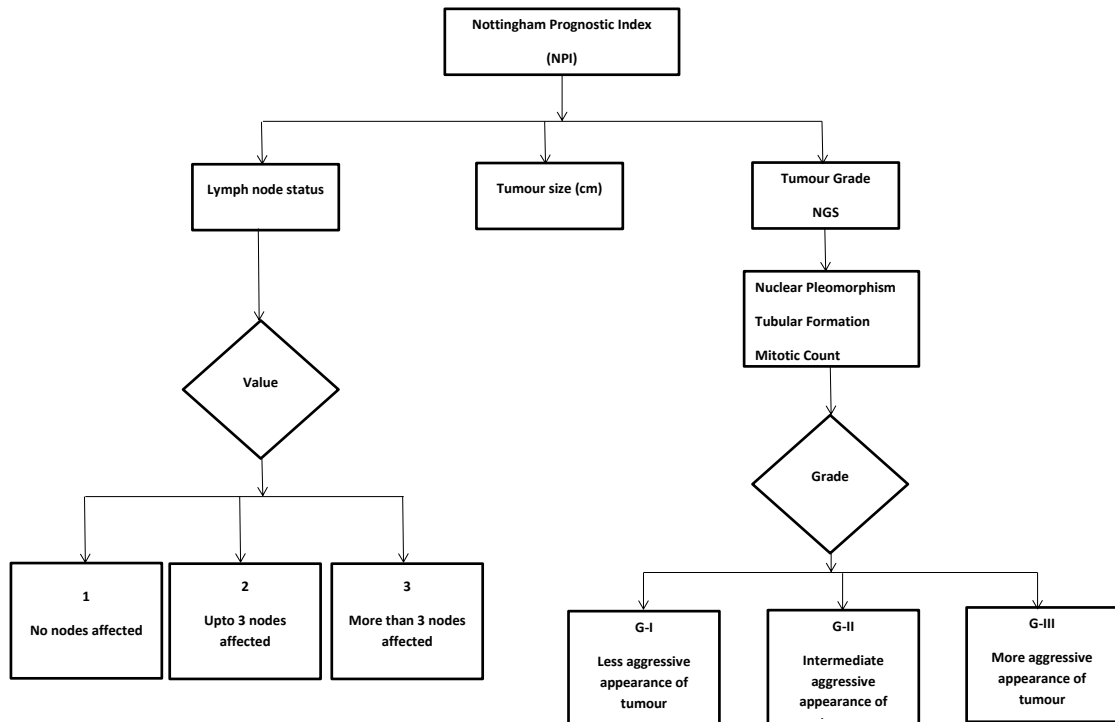 Nottingham Prognostic Index
(NPI)
Lymph node status
Tumour size (cm)
Tumour Grade
NGS
Nuclear Pleomorphism
Tubular Formation
Mitotic Count
Value
Grade
1
No nodes affected
2
Upto 3 nodes
affected
3
More than 3 nodes
affected
G-I
Less aggressive
appearance of
tumour
G-II
Intermediate
aggressive
appearance of
G-III
More aggressive
appearance of
tumour